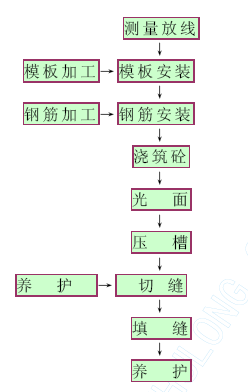 测量放线
模板加工 模板安装
钢筋加工 钢筋安装
浇筑砼
光 面
压 槽
养 护 切 缝
填 缝
养 护